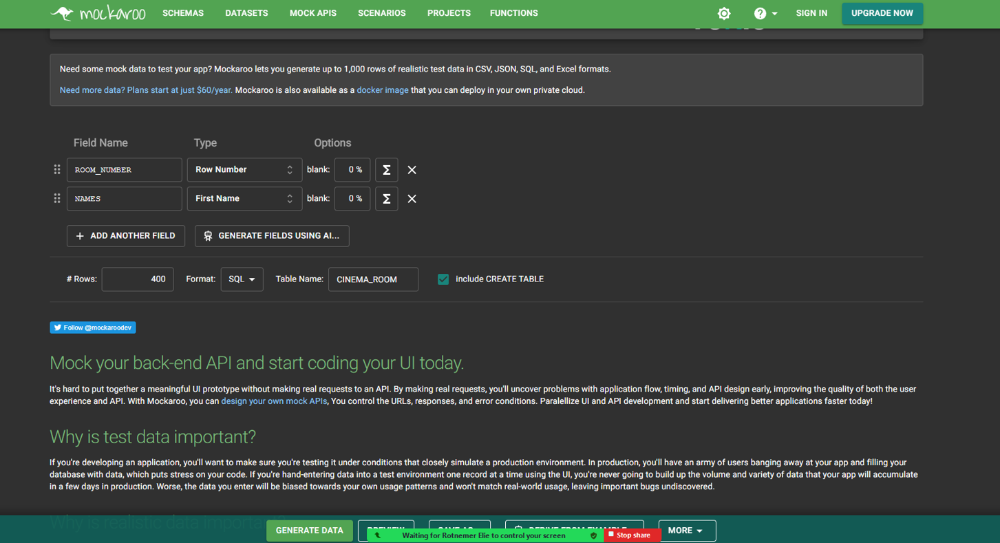 mockaroo SCHEMAS DATASETS MOCK APIS SCENARIOS PROJECTS FUNCTIONS SIGN IN UPGRADE NOW
Need some mock data to test your app? Mockaroo lets you generate up to 1,000 rows of realistic test data in CSV, JSON, SQL, and Excel formats.
Need more data? Plans start at just $60/year. Mockaroo is also available as a docker image that you can deploy in your own private cloud.
Field Name Type Options
ROOM_NUMBER Row Number blank: 0 % Σ
NAMES First Name blank: 0 % Σ
ADD ANOTHER FIELD GENERATE FIELDS USING AI...
# Rows: 400 Format: SQL Table Name: CINEMA_ROOM include CREATE TABLE
Follow @mockaroodev
Mock your back-end API and start coding your UI today.
It's hard to put together a meaningful UI prototype without making real requests to an API. By making real requests, you'll uncover problems with application flow, timing, and API design early, improving the quality of both the user
experience and API. With Mockaroo, you can design your own mock APIs, You control the URLs, responses, and error conditions. Paralellize UI and API development and start delivering better applications faster today!
Why is test data important?
If you're developing an application, you'll want to make sure you're testing it under conditions that closely simulate a production environment. In production, you'll have an army of users banging away at your app and filling your
database with data, which puts stress on your code. If you're hand-entering data into a test environment one record at a time using the UI, you're never going to build up the volume and variety of data that your app will accumulate
in a few days in production. Worse, the data you enter will be biased towards your own usage patterns and won't match real-world usage, leaving important bugs undiscovered.
Why is realistic data important?
GENERATE DATA PREVIEW SAVE AS DERIVE FROM EXAMPLE MORE
Waiting for Rotnemer Elie to control your screen Stop share